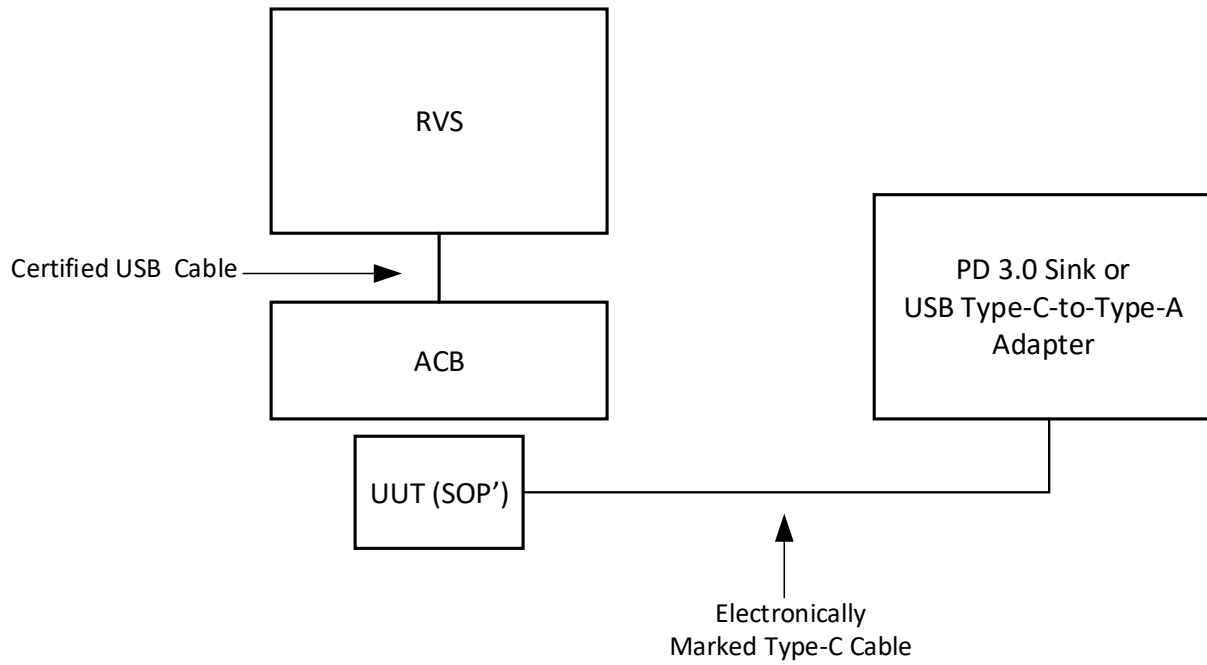 RVS
Certified USB Cable
ACB
PD 3.0 Sink or
USB Type-C-to-Type-A
Adapter
UUT (SOP’)
Electronically
Marked Type-C Cable